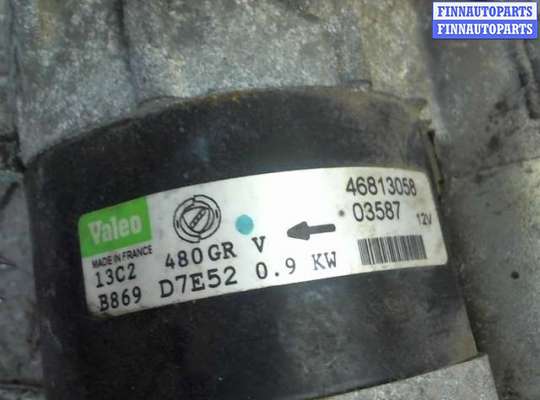 FINNAUTOPARTS
FINNAUTOPARTS
Valeo
MADE IN FRANCE
46813058
03587 12V
13C2 480GR V
B869 D7E52 0.9 KW